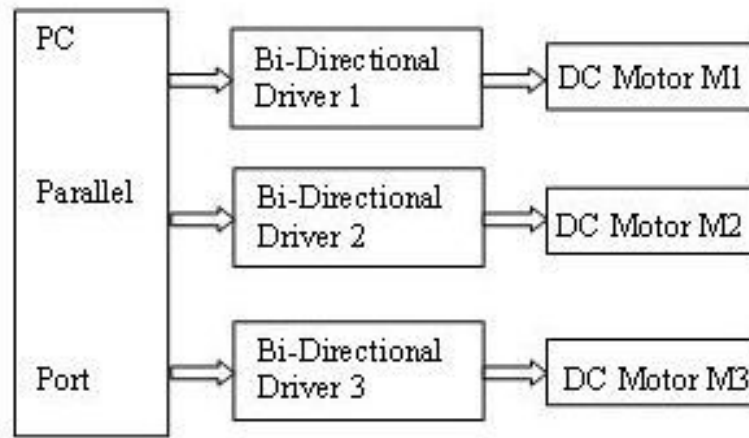 PC
Parallel
Port
Bi-Directional
Driver 1
DC Motor M1
Bi-Directional
Driver 2
DC Motor M2
Bi-Directional
Driver 3
DC Motor M3